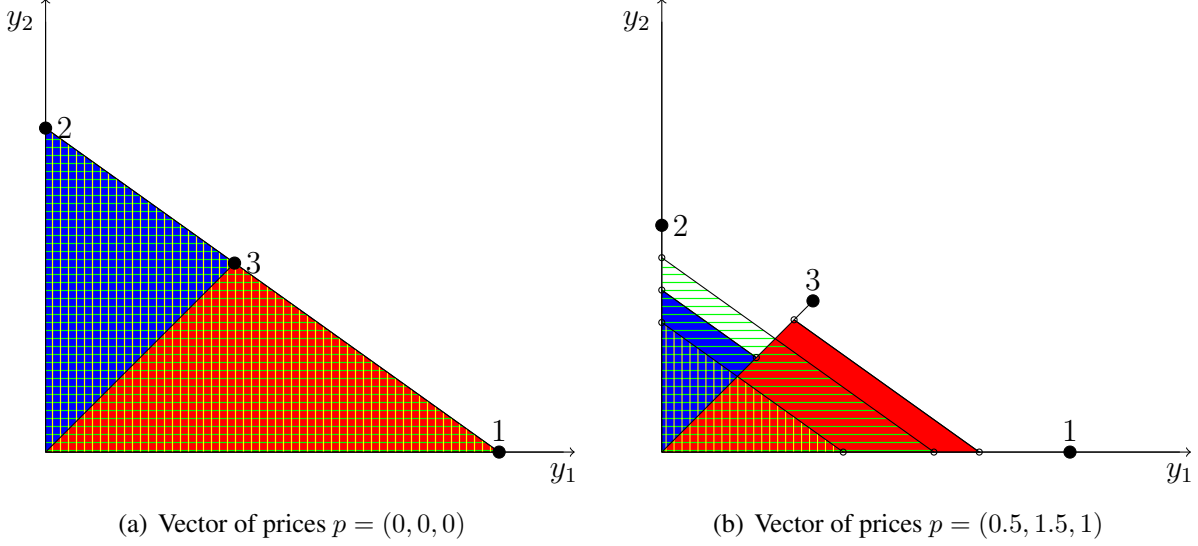 y₂
2
3
1
y₁
(a) Vector of prices p = (0, 0, 0)
y₂
2
3
1
y₁
(b) Vector of prices p = (0.5, 1.5, 1)